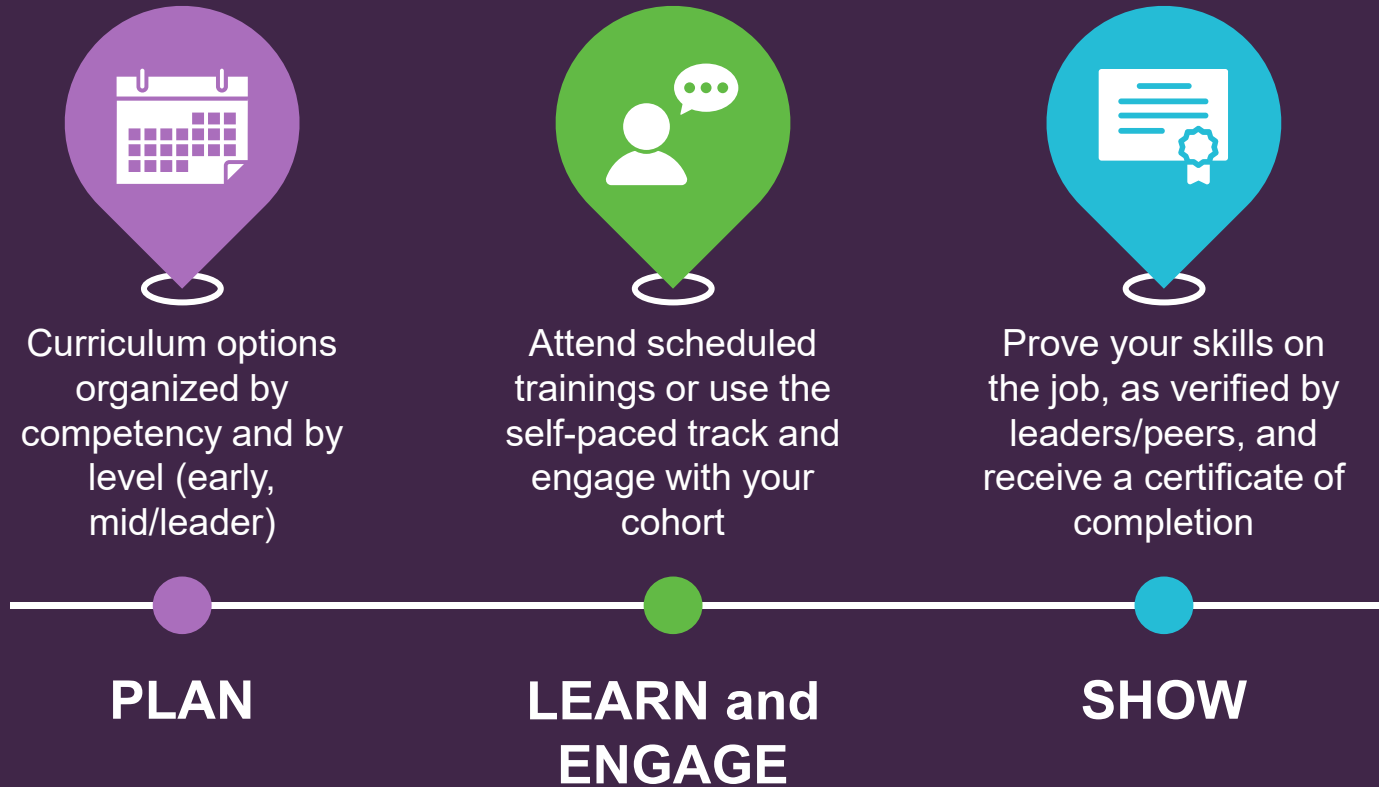 Curriculum options
organized by
competency and by
level (early,
mid/leader)
Attend scheduled
trainings or use the
self-paced track and
engage with your
cohort
Prove your skills on
the job, as verified by
leaders/peers, and
receive a certificate of
completion
PLAN
LEARN and
ENGAGE
SHOW